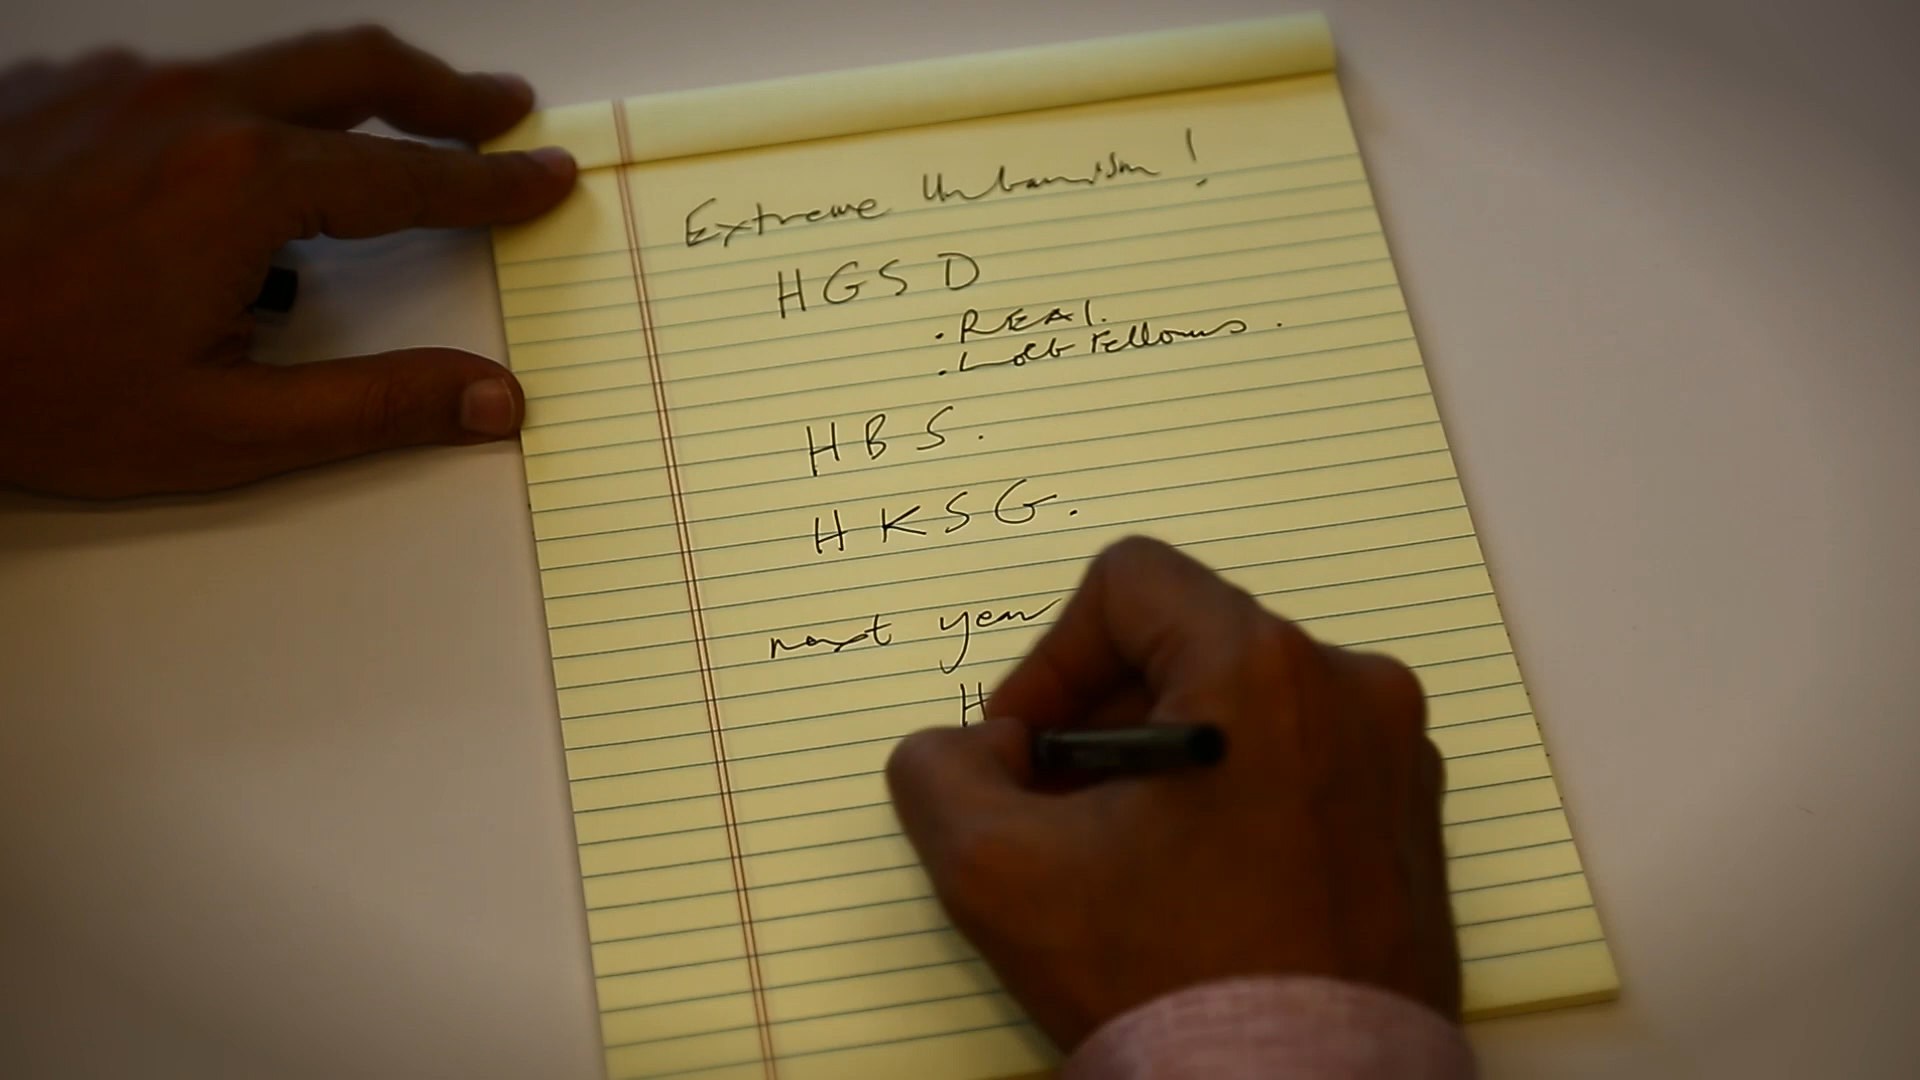 Extreme Urbanism!
HGSD
· REAL.
· Loeb Fellows.
HBS.
HKSG.
next year
H